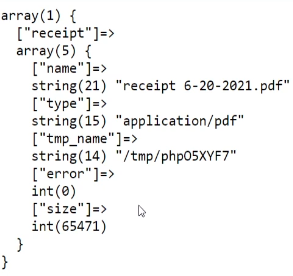 array(1) {
  ["receipt"]=>
  array(5) {
    ["name"]=>
    string(21) "receipt 6-20-2021.pdf"
    ["type"]=>
    string(15) "application/pdf"
    ["tmp_name"]=>
    string(14) "/tmp/phpO5XYF7"
    ["error"]=>
    int(0)
    ["size"]=>
    int(65471)
  }
}